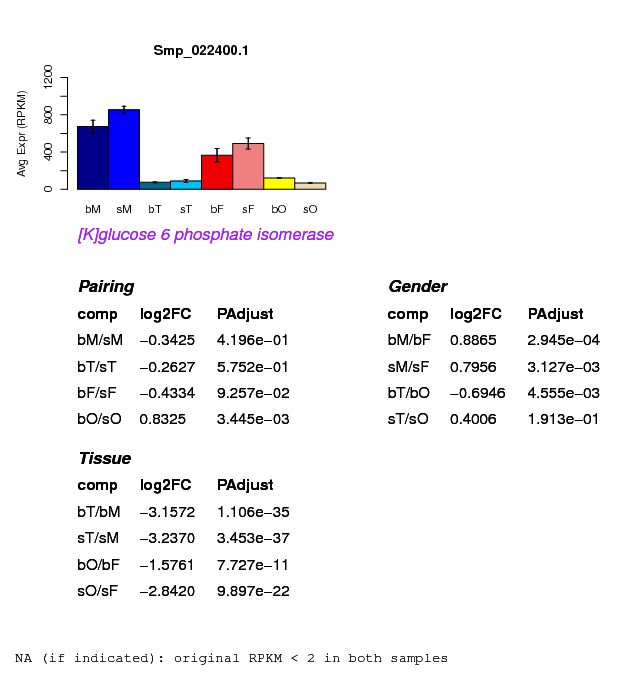 Smp_022400.1
Avg Expr (RPKM)
0 400 800 1200
bM sM bT sT bF sF bO sO
[K]glucose 6 phosphate isomerase
Pairing
comp log2FC PAdjust
bM/sM −0.3425 4.196e−01
bT/sT −0.2627 5.752e−01
bF/sF −0.4334 9.257e−02
bO/sO 0.8325 3.445e−03
Gender
comp log2FC PAdjust
bM/bF 0.8865 2.945e−04
sM/sF 0.7956 3.127e−03
bT/bO −0.6946 4.555e−03
sT/sO 0.4006 1.913e−01
Tissue
comp log2FC PAdjust
bT/bM −3.1572 1.106e−35
sT/sM −3.2370 3.453e−37
bO/bF −1.5761 7.727e−11
sO/sF −2.8420 9.897e−22
NA (if indicated): original RPKM < 2 in both samples